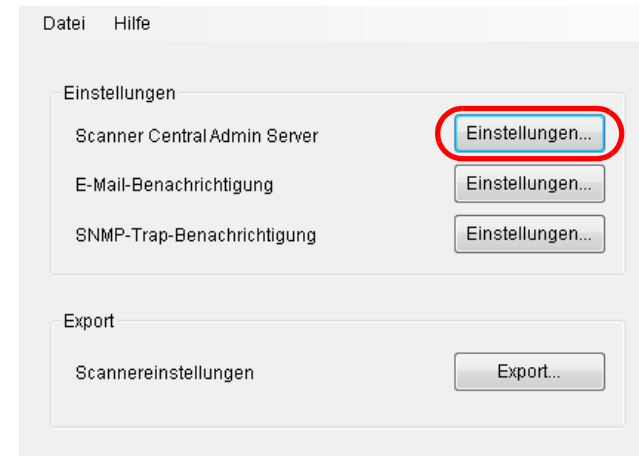 Datei Hilfe
Einstellungen
Scanner Central Admin Server Einstellungen...
E-Mail-Benachrichtigung Einstellungen...
SNMP-Trap-Benachrichtigung Einstellungen...
Export
Scannereinstellungen Export...